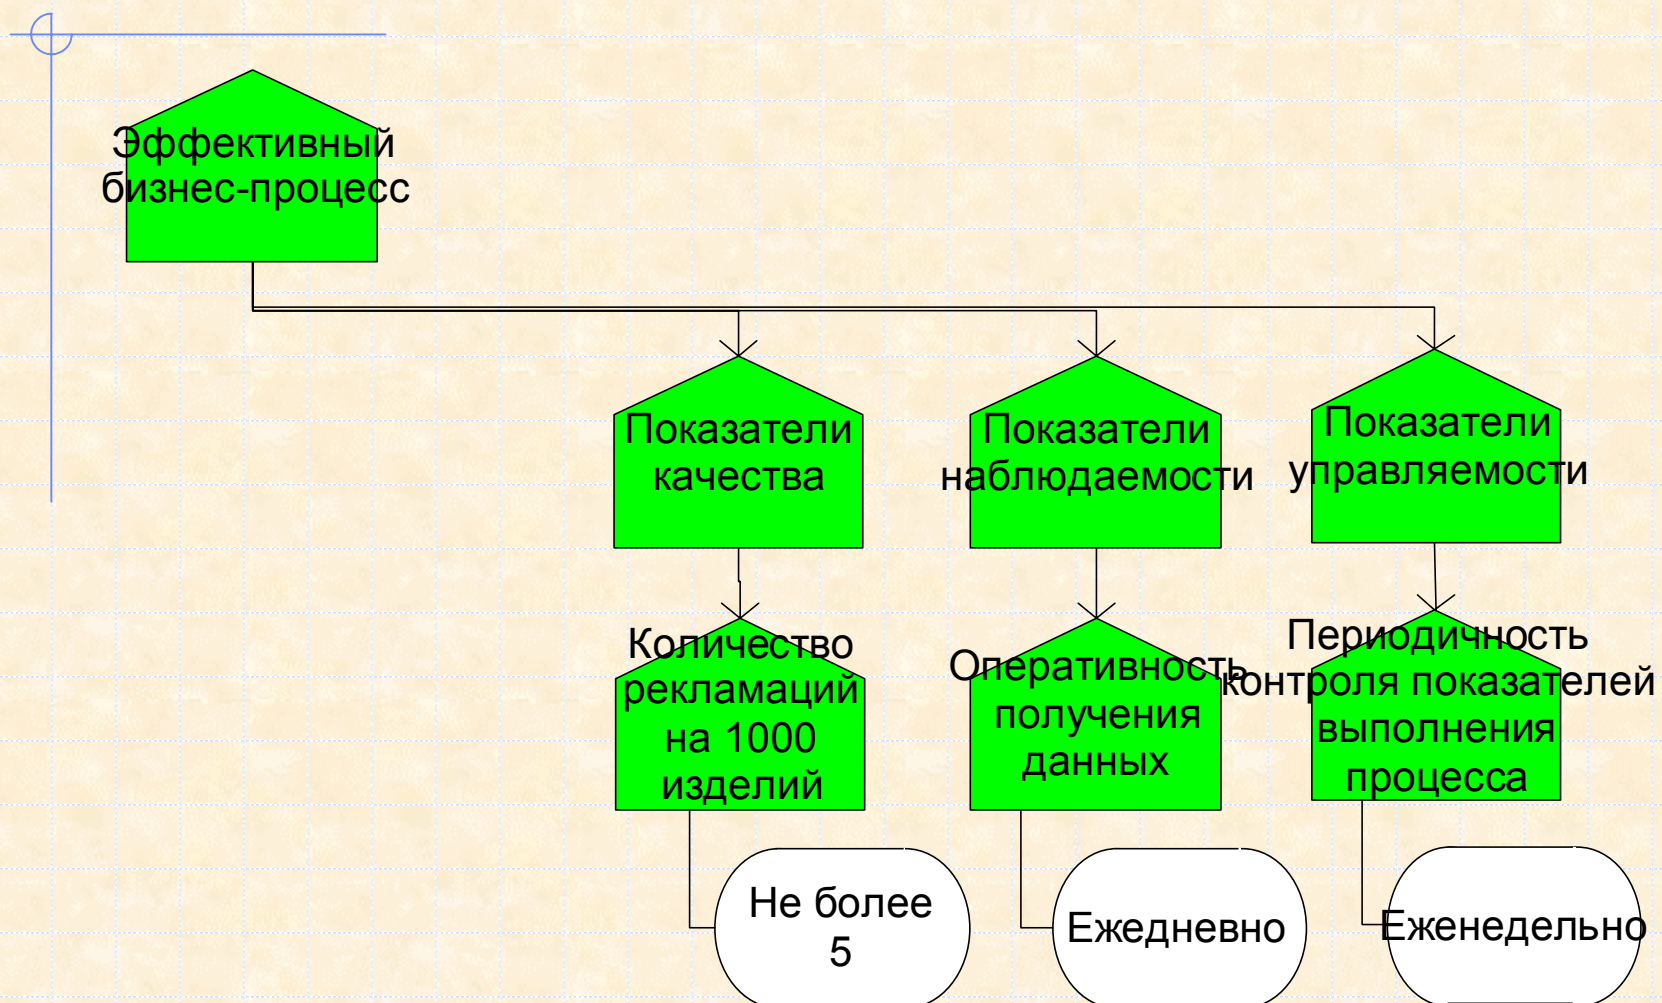 Эффективный
бизнес-процесс
Показатели
качества
Показатели
наблюдаемости
Показатели
управляемости
Количество
рекламаций
на 1000
изделий
Оперативность
получения
данных
Периодичность
контроля показателей
выполнения
процесса
Не более
5
Ежедневно
Еженедельно